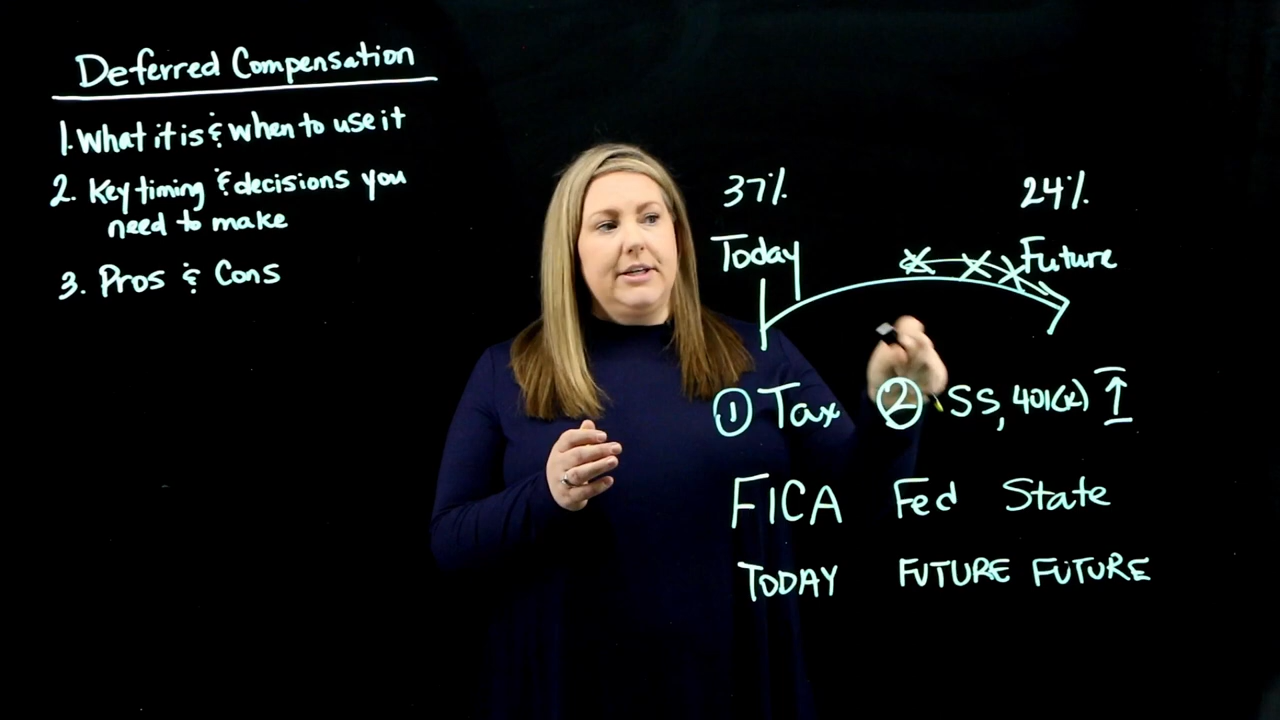 Deferred Compensation
1. What it is & when to use it
2. Key timing & decisions you
need to make
3. Pros & Cons
37% 24%
Today Future
① Tax ② SS, 401(k) ↑
FICA Fed State
TODAY FUTURE FUTURE